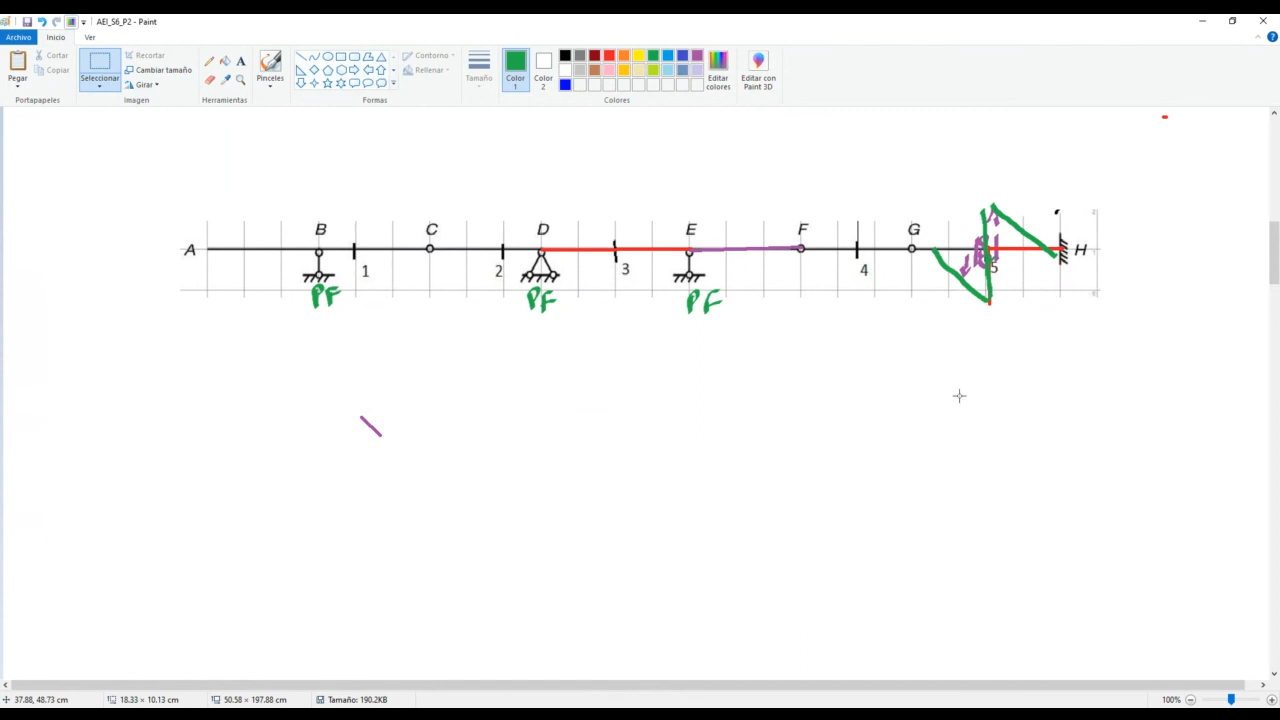 AEI_S6_P2 - Paint
Archivo Inicio Ver
Pegar
Cortar
Copiar
Portapapeles
Seleccionar
Recortar
Cambiar tamaño
Girar
Imagen
A
Herramientas
Pinceles
Contorno
Rellenar
Formas
Tamaño
Color 1
Color 2
Editar colores
Colores
Editar con Paint 3D
A B C D E F G H
1 2 3 4 5
PF PF PF
37.88, 48.73 cm 18.33 × 10.13 cm 50.58 × 197.88 cm Tamaño: 190.2KB 100%